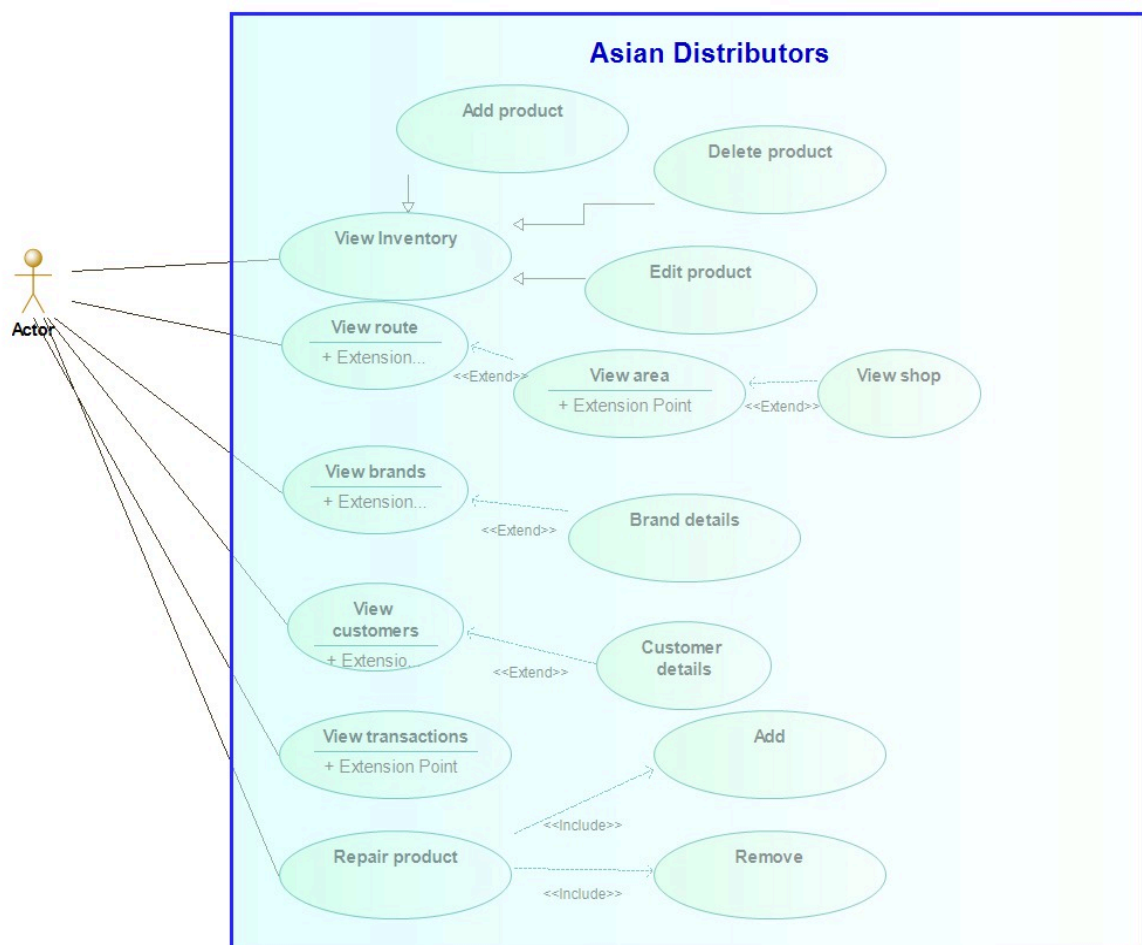 Asian Distributors
Add product
Delete product
View Inventory
Edit product
Actor
View route
+ Extension...
<<Extend>>
View area
+ Extension Point
<<Extend>>
View shop
View brands
+ Extension...
<<Extend>>
Brand details
View
customers
+ Extensio...
<<Extend>>
Customer
details
View transactions
+ Extension Point
Add
<<Include>>
Repair product
<<Include>>
Remove